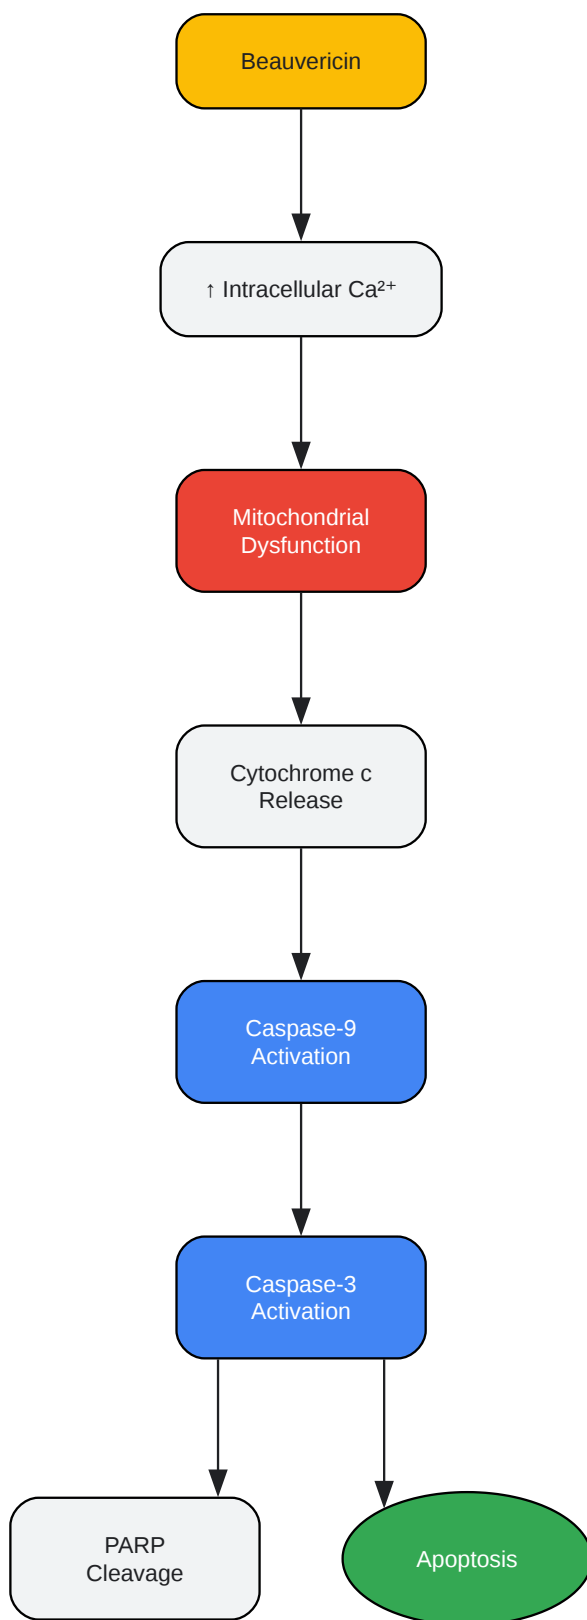 Beauvericin
↑ Intracellular Ca²⁺
Mitochondrial
Dysfunction
Cytochrome c
Release
Caspase-9
Activation
Caspase-3
Activation
PARP
Cleavage
Apoptosis